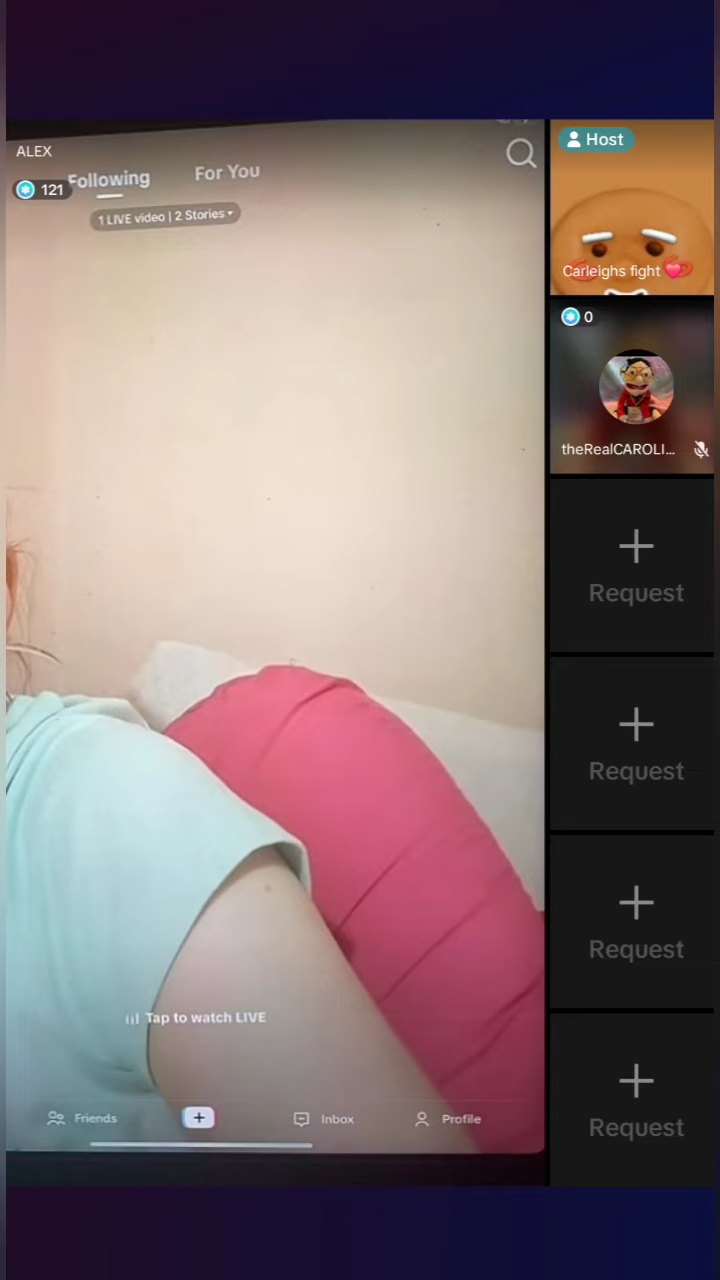 ALEX
Following
For You
121
1 LIVE video | 2 Stories
Tap to watch LIVE
Friends
Inbox
Profile
Host
Carleighs fight
0
theRealCAROLI...
Request
Request
Request
Request